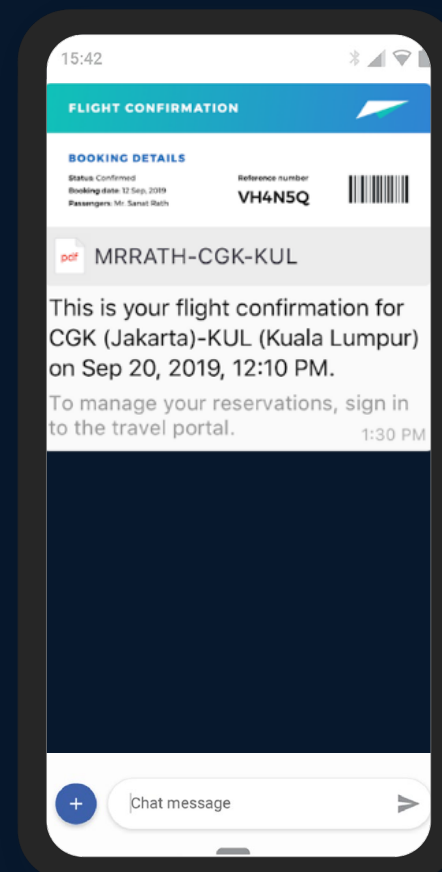 15:42
FLIGHT CONFIRMATION
BOOKING DETAILS
Status: Confirmed
Booking date: 12 Sep, 2019
Passengers: Mr. Sanat Rath
Reference number
VH4N5Q
pdf MRRATH-CGK-KUL
This is your flight confirmation for
CGK (Jakarta)-KUL (Kuala Lumpur)
on Sep 20, 2019, 12:10 PM.
To manage your reservations, sign in
to the travel portal.
1:30 PM
+
Chat message